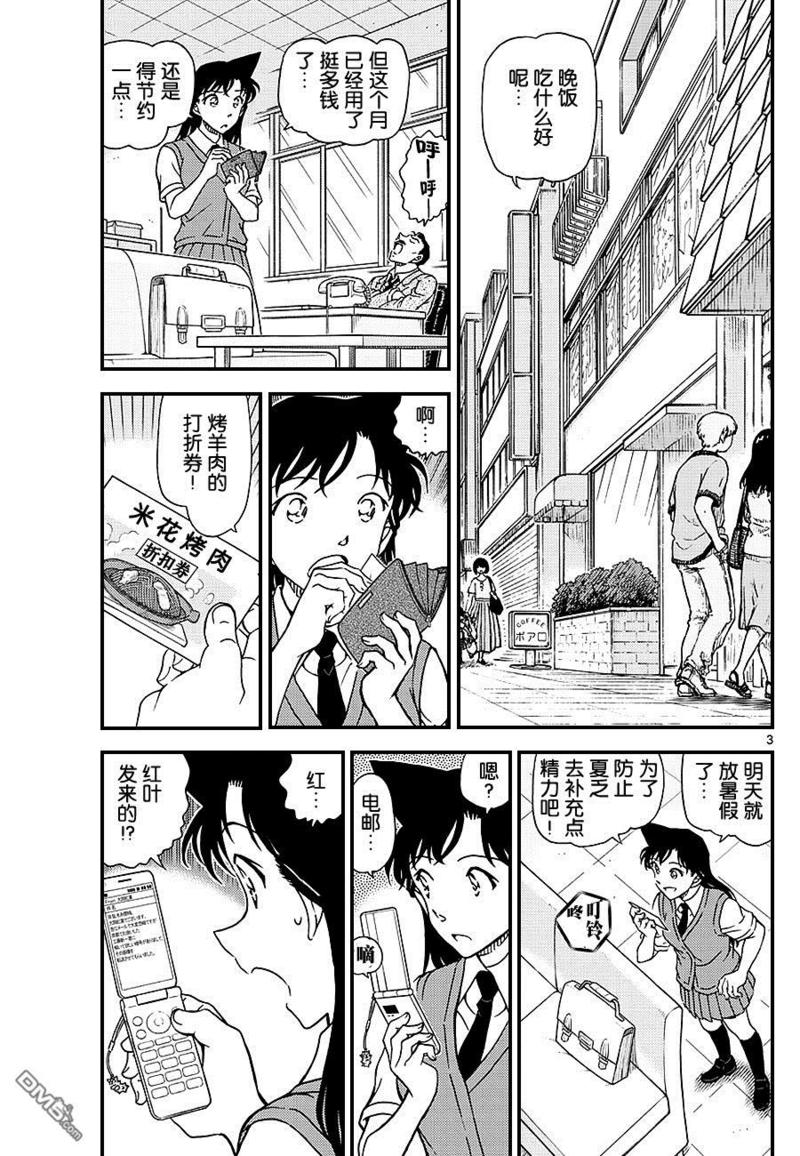 晚饭
吃什么好
呢…
COFFEE
ポアロ
但这个月
已经用了
挺多钱
了…
还是
得节约
一点…
呼—呼—
啊…
烤羊肉的
打折券！
米花烤肉
折扣券
3
明天就
放暑假
了…
为了
防止
夏乏
去补充点
精力吧！
叮铃
咚
嗯？
电邮…
嘀
红…
红叶
发来的!?
DM5